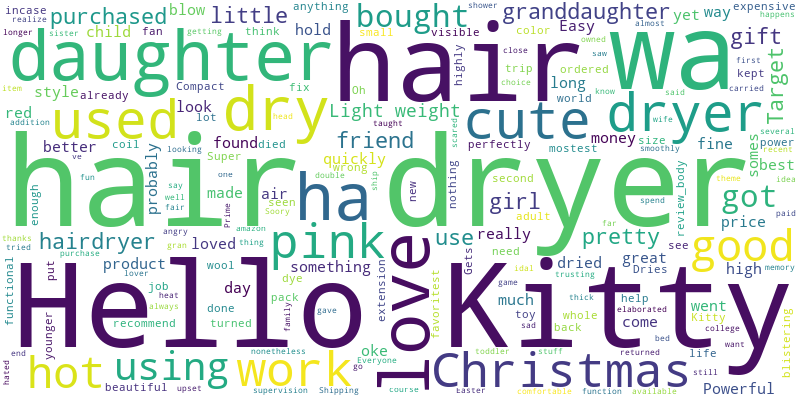 incase
realize
purchased
blow
little
anything
bought
granddaughter
yet
way
expensive
happens
longer
sister
getting
think
hold
small
visible
Easy
color
shower
almost
daughter
child
fan
hair
wa
gift
style
already
Compact
fix
Oh
close
owned
saw
trip
ordered
first
kept
carried
item
red
look
lot
dry
Light weight
highly
choice
long
world
know
said
Target
used
head
taught
cute
dryer
wife
addition
coil
found
died
friend
scared
perfectly
mostest
money
size
fine
several
power
recent
better
ve
looking
Super
quickly
wrong
hair dryer
somes
smoothly
theme
best
idea
fun
probably
say
well
fair
one
air
seen
double
ha
ship
new
nothing
second
girl
adult
far
spend
review_body
got
price
paid
enough
made
Prime
Soory
thanks
tried
hairdryer
angry
gran
loved
amazon
thing
pink
use
really
need
pretty
see
good
functional
purchase
lover
product
wool
something
extension
love
Gets
dried
great
Dries
high
memory
Hello Kitty
put
job
heat
always
day
dye
pack
favoritest
idal
game
trusting
much
toy
sad
thick
whole
back
help
elaborated
come
went
Kitty
college
want
younger
recommend
done
turned
family
gave
oke
Everyone
go
bed
returned
life
still
blistering
hated
end
hot
using
work
toddler
stuff
Christmas
Powerful
beautiful
upset
nonetheless
supervision
Shipping
course
Easter
comfortable
function
available